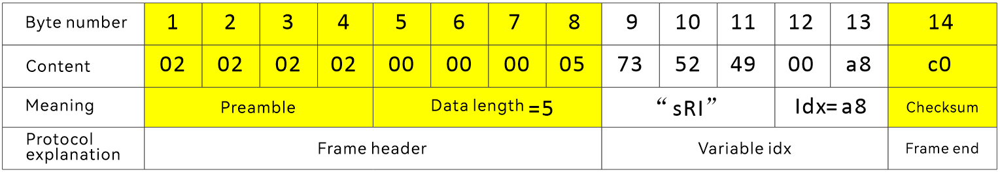 Byte number 1 2 3 4 5 6 7 8 9 10 11 12 13 14
Content 02 02 02 02 00 00 00 05 73 52 49 00 a8 c0
Meaning Preamble Data length =5 “sRI” Idx=a8 Checksum
Protocol
explanation Frame header Variable idx Frame end